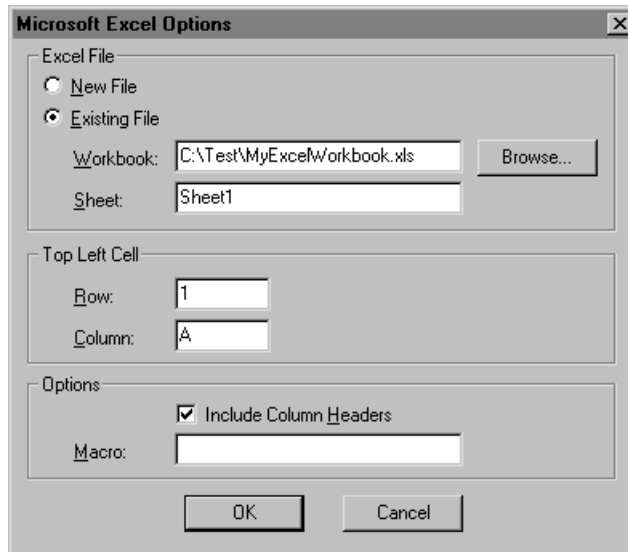 Microsoft Excel Options
Excel File
New File
Existing File
Workbook: C:\Test\MyExcelWorkbook.xls Browse...
Sheet: Sheet1
Top Left Cell
Row: 1
Column: A
Options
Include Column Headers
Macro:
OK Cancel